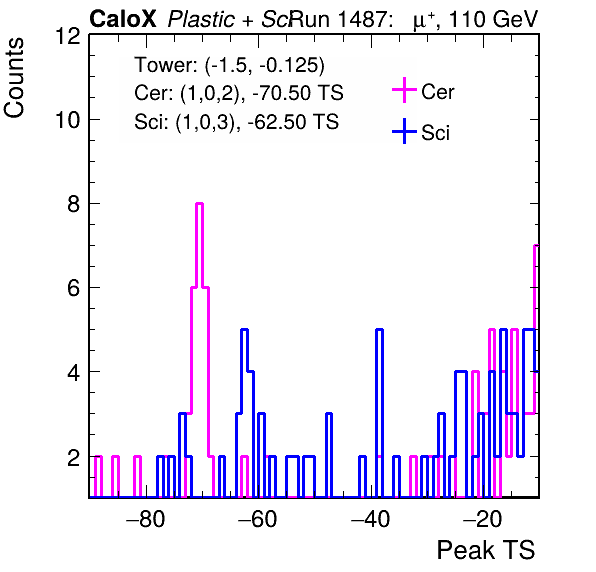 CaloX Plastic + Sci Run 1487: μ⁺, 110 GeV
Counts
12
Tower: (-1.5, -0.125)
Cer: (1,0,2), -70.50 TS
Sci: (1,0,3), -62.50 TS
Cer
Sci
10
8
6
4
2
−80 −60 −40 −20
Peak TS